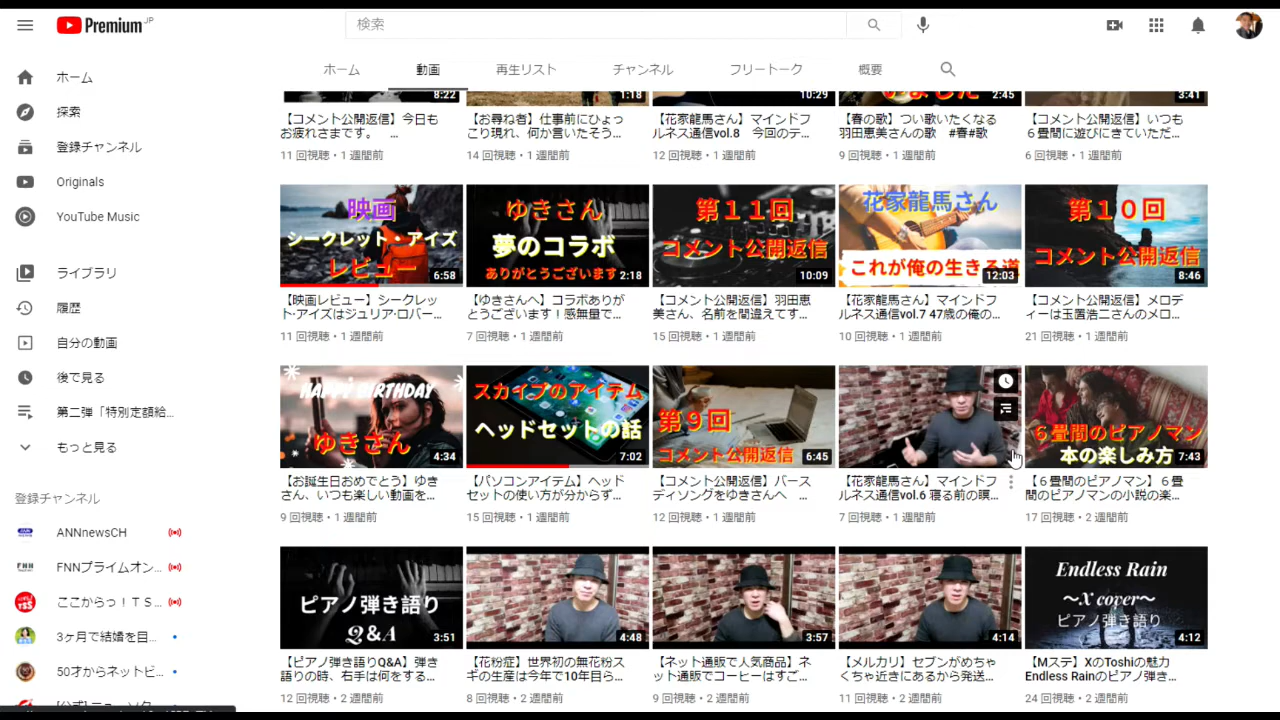 Premium JP
検索
ホーム
動画
再生リスト
チャンネル
フリートーク
概要
ホーム
探索
登録チャンネル
Originals
YouTube Music
ライブラリ
履歴
自分の動画
後で見る
第二弾「特別定額給...
もっと見る
登録チャンネル
ANNnewsCH
FNNプライムオン...
ここからっ！ＴＳ...
3ヶ月で結婚を目...
50才からネットビ...
8:22
1:18
10:29
2:45
3:41
【コメント公開返信】今日も
お疲れさまです。 ...
11 回視聴・1 週間前
【お尋ね者】仕事前にひょっ
こり現れ、何か言いたそう...
14 回視聴・1 週間前
【花家龍馬さん】マインドフ
ルネス通信vol.8 今回のテ...
12 回視聴・1 週間前
【春の歌】つい歌いたくなる
羽田恵美さんの歌 #春#歌
9 回視聴・1 週間前
【コメント公開返信】いつも
６畳間に遊びにきていただ...
6 回視聴・1 週間前
映画
シークレット・アイズ
レビュー
6:58
ゆきさん
夢のコラボ
ありがとうございます
2:18
第１１回
コメント公開返信
10:09
花家龍馬さん
これが俺の生きる道
12:03
第１０回
コメント公開返信
8:46
【映画レビュー】シークレッ
ト・アイズはジュリア・ロバー...
11 回視聴・1 週間前
【ゆきさんへ】コラボありが
とうございます！感無量で...
7 回視聴・1 週間前
【コメント公開返信】羽田恵
美さん、名前を間違えてす...
15 回視聴・1 週間前
【花家龍馬さん】マインドフ
ルネス通信vol.7 47歳の俺の...
10 回視聴・1 週間前
【コメント公開返信】メロデ
ィーは玉置浩二さんのメロ...
21 回視聴・1 週間前
HAPPY BIRTHDAY
ゆきさん
4:34
スカイプのアイテム
ヘッドセットの話
7:02
第９回
コメント公開返信
6:45
６畳間のピアノマン
本の楽しみ方
7:43
【お誕生日おめでとう】ゆき
さん、いつも楽しい動画を...
9 回視聴・1 週間前
【パソコンアイテム】ヘッド
セットの使い方が分からず...
15 回視聴・1 週間前
【コメント公開返信】バース
ディソングをゆきさんへ ...
12 回視聴・1 週間前
【花家龍馬さん】マインドフ
ルネス通信vol.6 寝る前の瞑...
7 回視聴・1 週間前
【６畳間のピアノマン】６畳
間のピアノマンの小説の楽...
17 回視聴・2 週間前
ピアノ弾き語り
Q&A
3:51
4:48
3:57
4:14
Endless Rain
〜X cover〜
ピアノ弾き語り
4:12
【ピアノ弾き語りQ&A】弾き
語りの時、右手は何をする...
12 回視聴・2 週間前
【花粉症】世界初の無花粉ス
ギの生産は今年で10年目ら...
8 回視聴・2 週間前
【ネット通販で人気商品】ネ
ット通販でコーヒーはすご...
9 回視聴・2 週間前
【メルカリ】セブンがめちゃ
くちゃ近きにあるから発送...
11 回視聴・2 週間前
【Mステ】XのToshiの魅力
Endless Rainのピアノ弾き...
24 回視聴・2 週間前